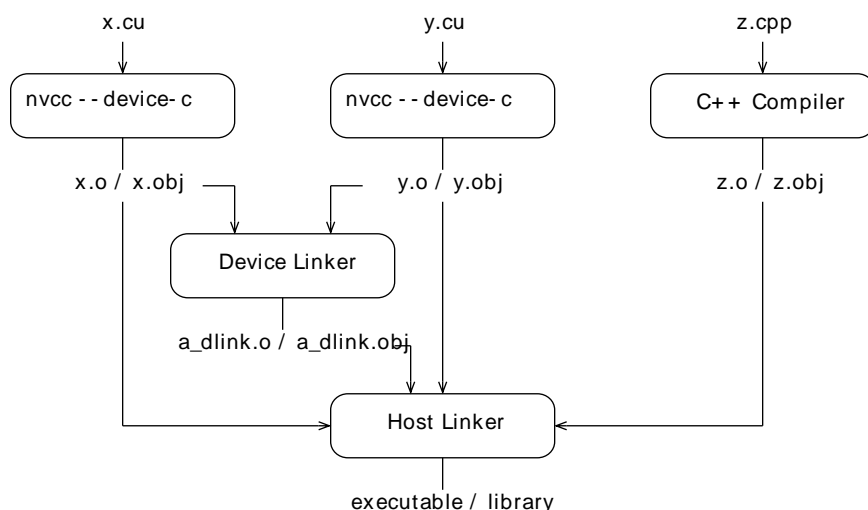 x.cu
y.cu
z.cpp
nvcc --device-c
nvcc --device-c
C++ Compiler
x.o / x.obj
y.o / y.obj
z.o / z.obj
Device Linker
a_dlink.o / a_dlink.obj
Host Linker
executable / library